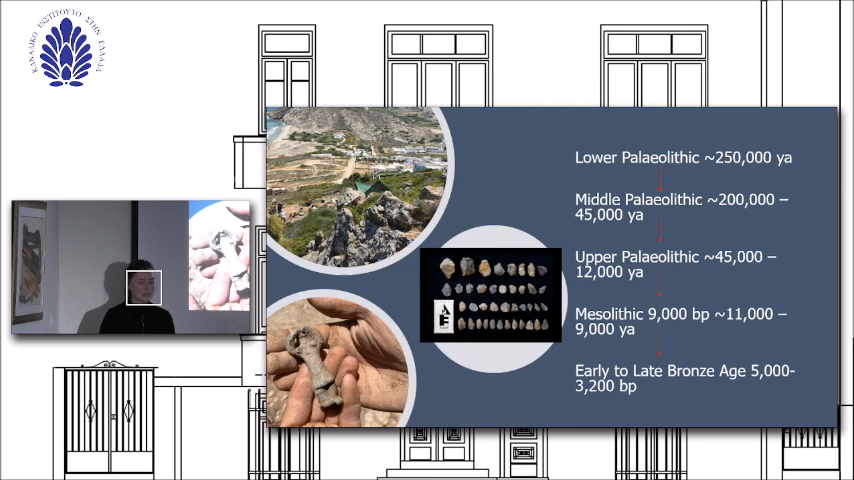 ΚΑΝΑΔΙΚΟ ΙΝΣΤΙΤΟΥΤΟ ΣΤΗΝ ΕΛΛΑΔΑ
Lower Palaeolithic ~250,000 ya
Middle Palaeolithic ~200,000 –
45,000 ya
Upper Palaeolithic ~45,000 –
12,000 ya
Mesolithic 9,000 bp ~11,000 –
9,000 ya
Early to Late Bronze Age 5,000-
3,200 bp